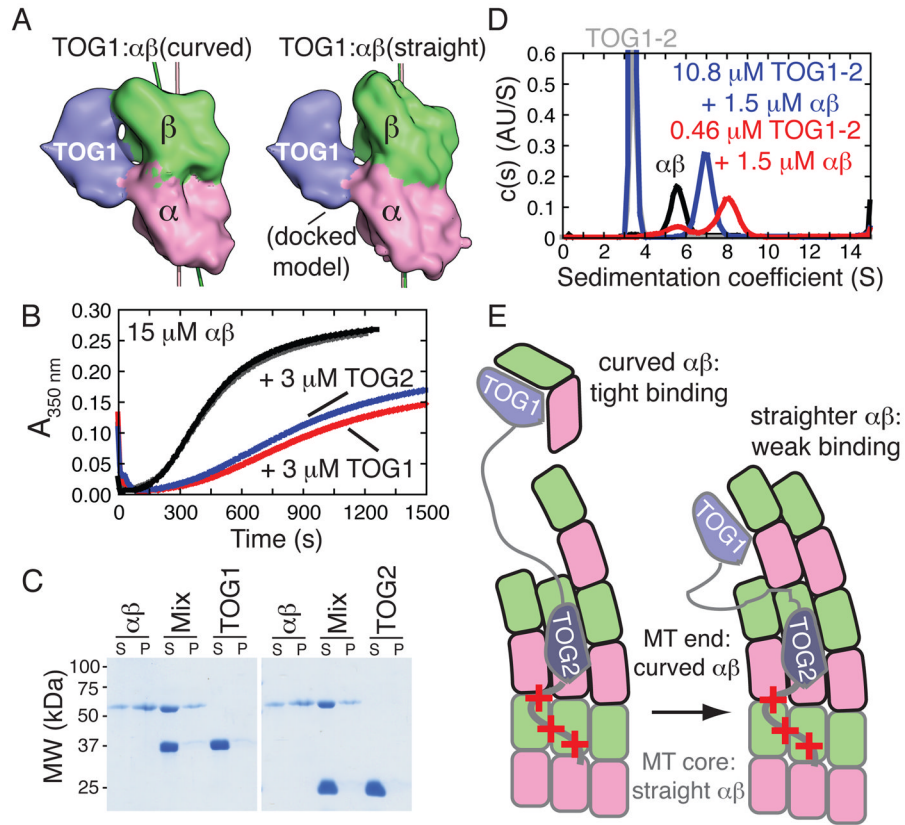 A
TOG1:αβ(curved)
TOG1:αβ(straight)
TOG1
β
α
TOG1
β
α
(docked
model)
B
15 μM αβ
+ 3 μM TOG2
+ 3 μM TOG1
A350 nm
0.30
0.25
0.20
0.15
0.10
0.05
0.00
0 300 600 900 1200 1500
Time (s)
C
αβ Mix TOG1 αβ Mix TOG2
S P S P S P S P S P S P
MW (kDa)
100
75
50
37
25
D
TOG1-2
10.8 μM TOG1-2
+ 1.5 μM αβ
0.46 μM TOG1-2
+ 1.5 μM αβ
αβ
c(s) (AU/S)
0.6
0.5
0.4
0.3
0.2
0.1
0
0 2 4 6 8 10 12 14
Sedimentation coefficient (S)
E
TOG1
curved αβ:
tight binding
straighter αβ:
weak binding
TOG1
TOG2
TOG2
MT end:
curved αβ
MT core:
straight αβ